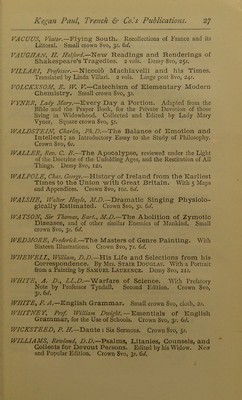 Kegan Paul, Trench & Co.'s Publications. 27
VACUUS, Viator.—Flying South. Recollections of France and its
Littoral. Small crown 8vo, 3s. 6d.
VAUGHAN, H. Halford.—New Readings and Renderings of
Shakespeare's Tragedies. 2 vols. Demy 8vo, 25s.
VILLARI, Professor.—Niccolò Machiavelli and his Times.
Translated by Linda Villari. 2 vols. Large post 8vo, 24s.
VOLCKXSOM, E. W. V.—Catechism of Elementary Modern
Chemistry. Small crown 8vo, 3s.
VYNER, Lady Mary.—Every Day a Portion. Adapted from the
Bible and the Prayer Book, for the Private Devotion of those
living in Widowhood. Collected and Edited by Lady Mary
Vyner. Square crown 8vo, 5s.
WALDSTEIN, Charles, Ph.D.—The Balance of Emotion and
Intellect; an Introductory Essay to the Study of Philosophy.
Crown 8vo, 6s.
WALLER, Rev. C. B.—The Apocalypse, reviewed under the Light
of the Doctrine of the Unfolding Ages, and the Restitution of All
Things. Demy 8vo, 12s.
WALPOLE, Chas. George.—History of Ireland from the Earliest
Times to the Union with Great Britain. With 5 Maps
and Appendices. Crown 8vo, 10s. 6d.
WALSHE, Walter Hayle, M.D.—Dramatic Singing Physiolo-
gically Estimated. Crown 8vo, 3s. 6d.
WATSON, Sir Thomas, Bart., M.D.—The Abolition of Zymotic
Diseases, and of other similar Enemies of Mankind. Small
crown 8vo, 3s. 6d.
WEDMORE, Frederick.—The Masters of Genre Painting. With
Sixteen Illustrations. Crown 8vo, 7s. 6d.
WHEWELL, William, D.D.—His Life and Selections from his
Correspondence. By Mrs. STAIR DOUGLAS. With a Portrait
from a Painting by SAMUEL LAURENCE. Demy 8vo, 21s.
WHITE, A. D., LL.D.—Warfare of Science. With Prefatory
Note by Professor Tyndall. Second Edition. Crown 8vo,
3s. 6d.
WHITE, F. A.—English Grammar. Small crown 8vo, cloth, 2s.
WHITNEY, Prof. William Dwight.—Essentials of English
Grammar, for the Use of Schools. Crown 8vo, 3s. 6d.
WICKSTEED, P. H.—Dante: Six Sermons. Crown 8vo, 5s.
WILLIAMS, Rowland, D.D.—Psalms, Litanies, Counsels, and
Collects for Devout Persons. Edited by his Widow. New
and Popular Edition. Crown 8vo, 3s. 6d.